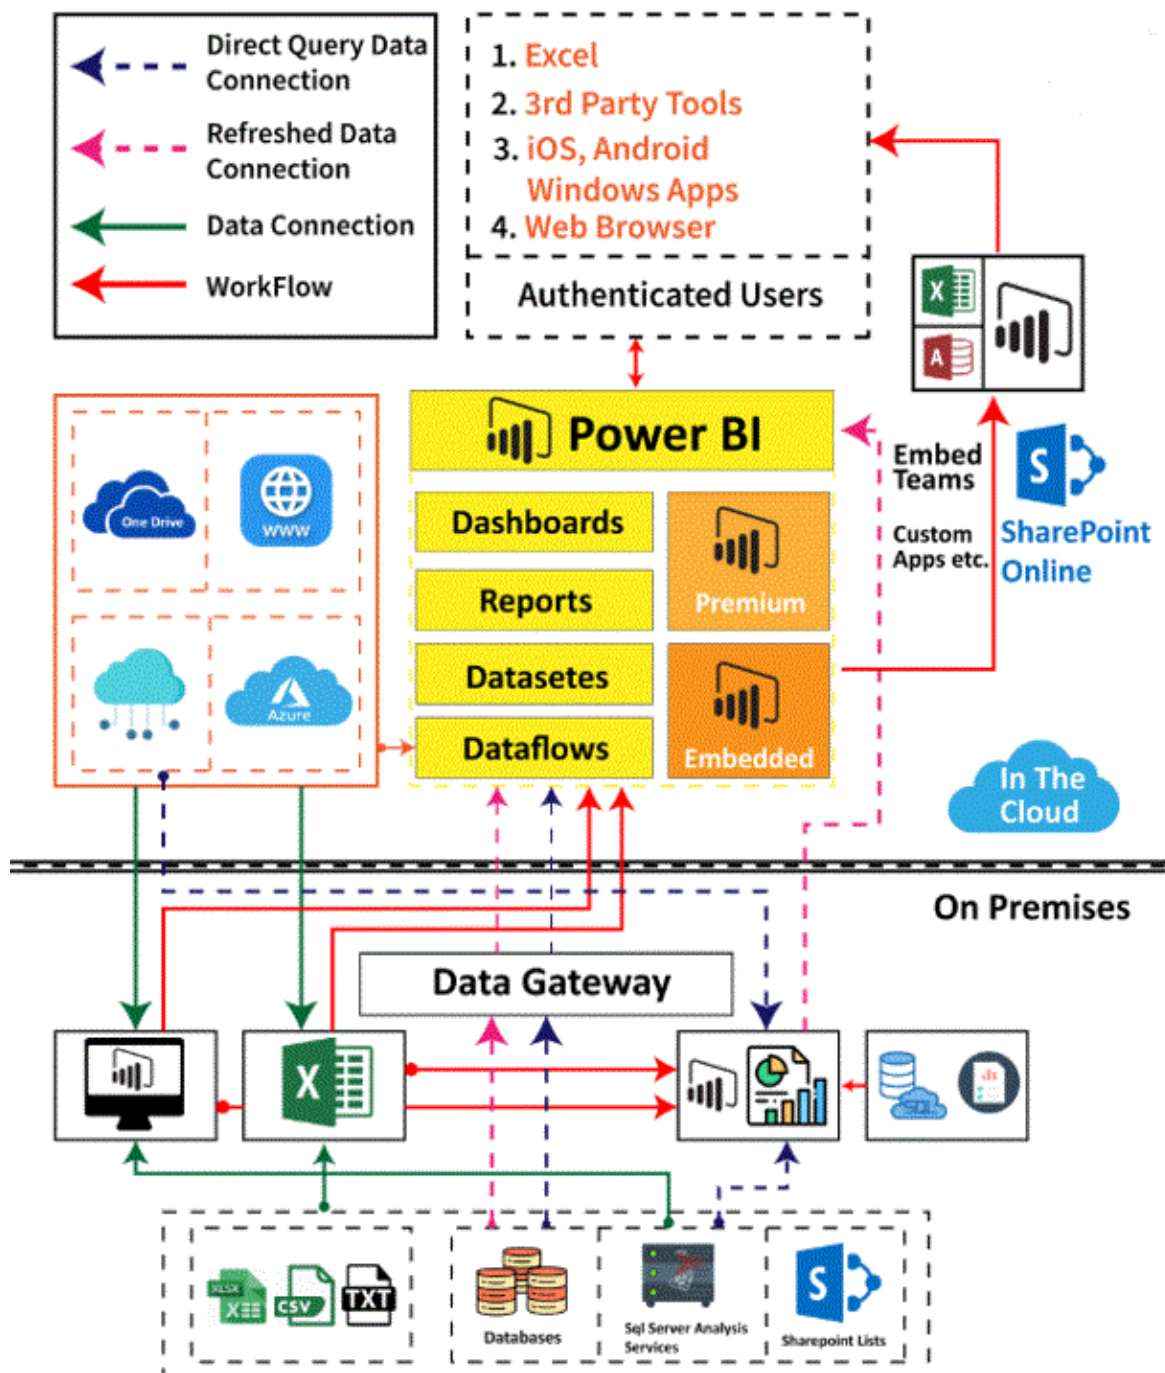 Direct Query Data
Connection
Refreshed Data
Connection
Data Connection
WorkFlow
1. Excel
2. 3rd Party Tools
3. iOS, Android
Windows Apps
4. Web Browser
Authenticated Users
X
A
Power BI
Embed
Teams
Custom
Apps etc.
S
SharePoint
Online
One Drive
WWW
Azure
Dashboards
Reports
Datasetes
Dataflows
Premium
Embedded
In The
Cloud
On Premises
Data Gateway
X
XLSX
X
CSV
TXT
Databases
Sql Server Analysis
Services
S
Sharepoint Lists